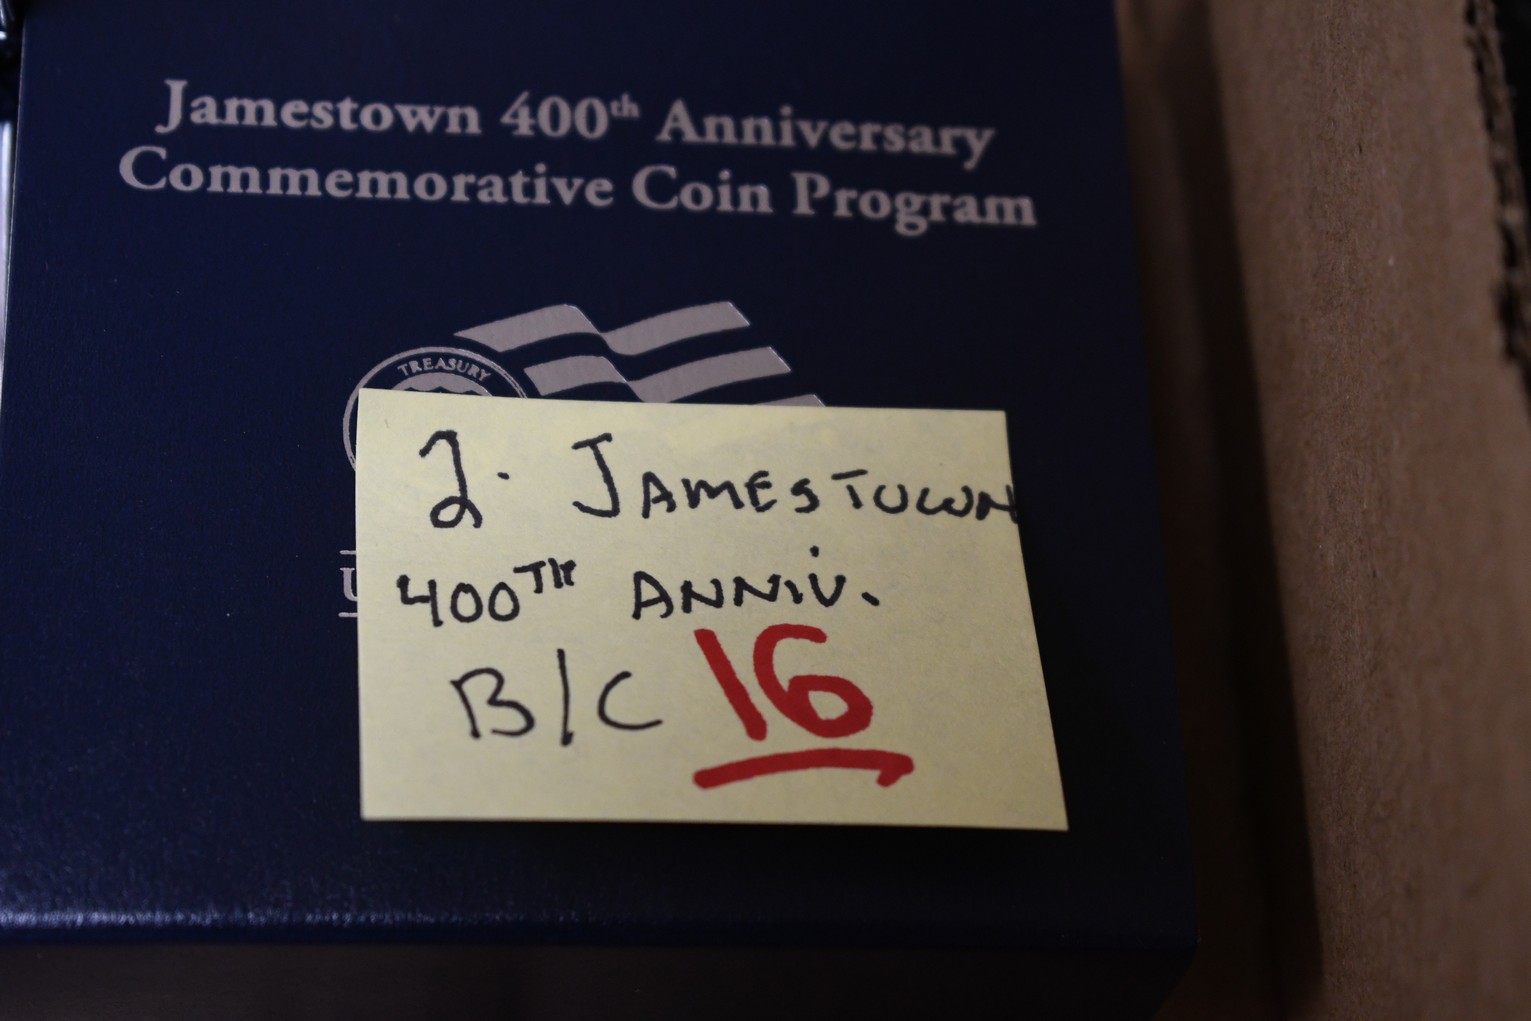 Jamestown 400th Anniversary
Commemorative Coin Program
TREASURY
2. JAMESTOWN
400TH ANNIV.
B/C 16